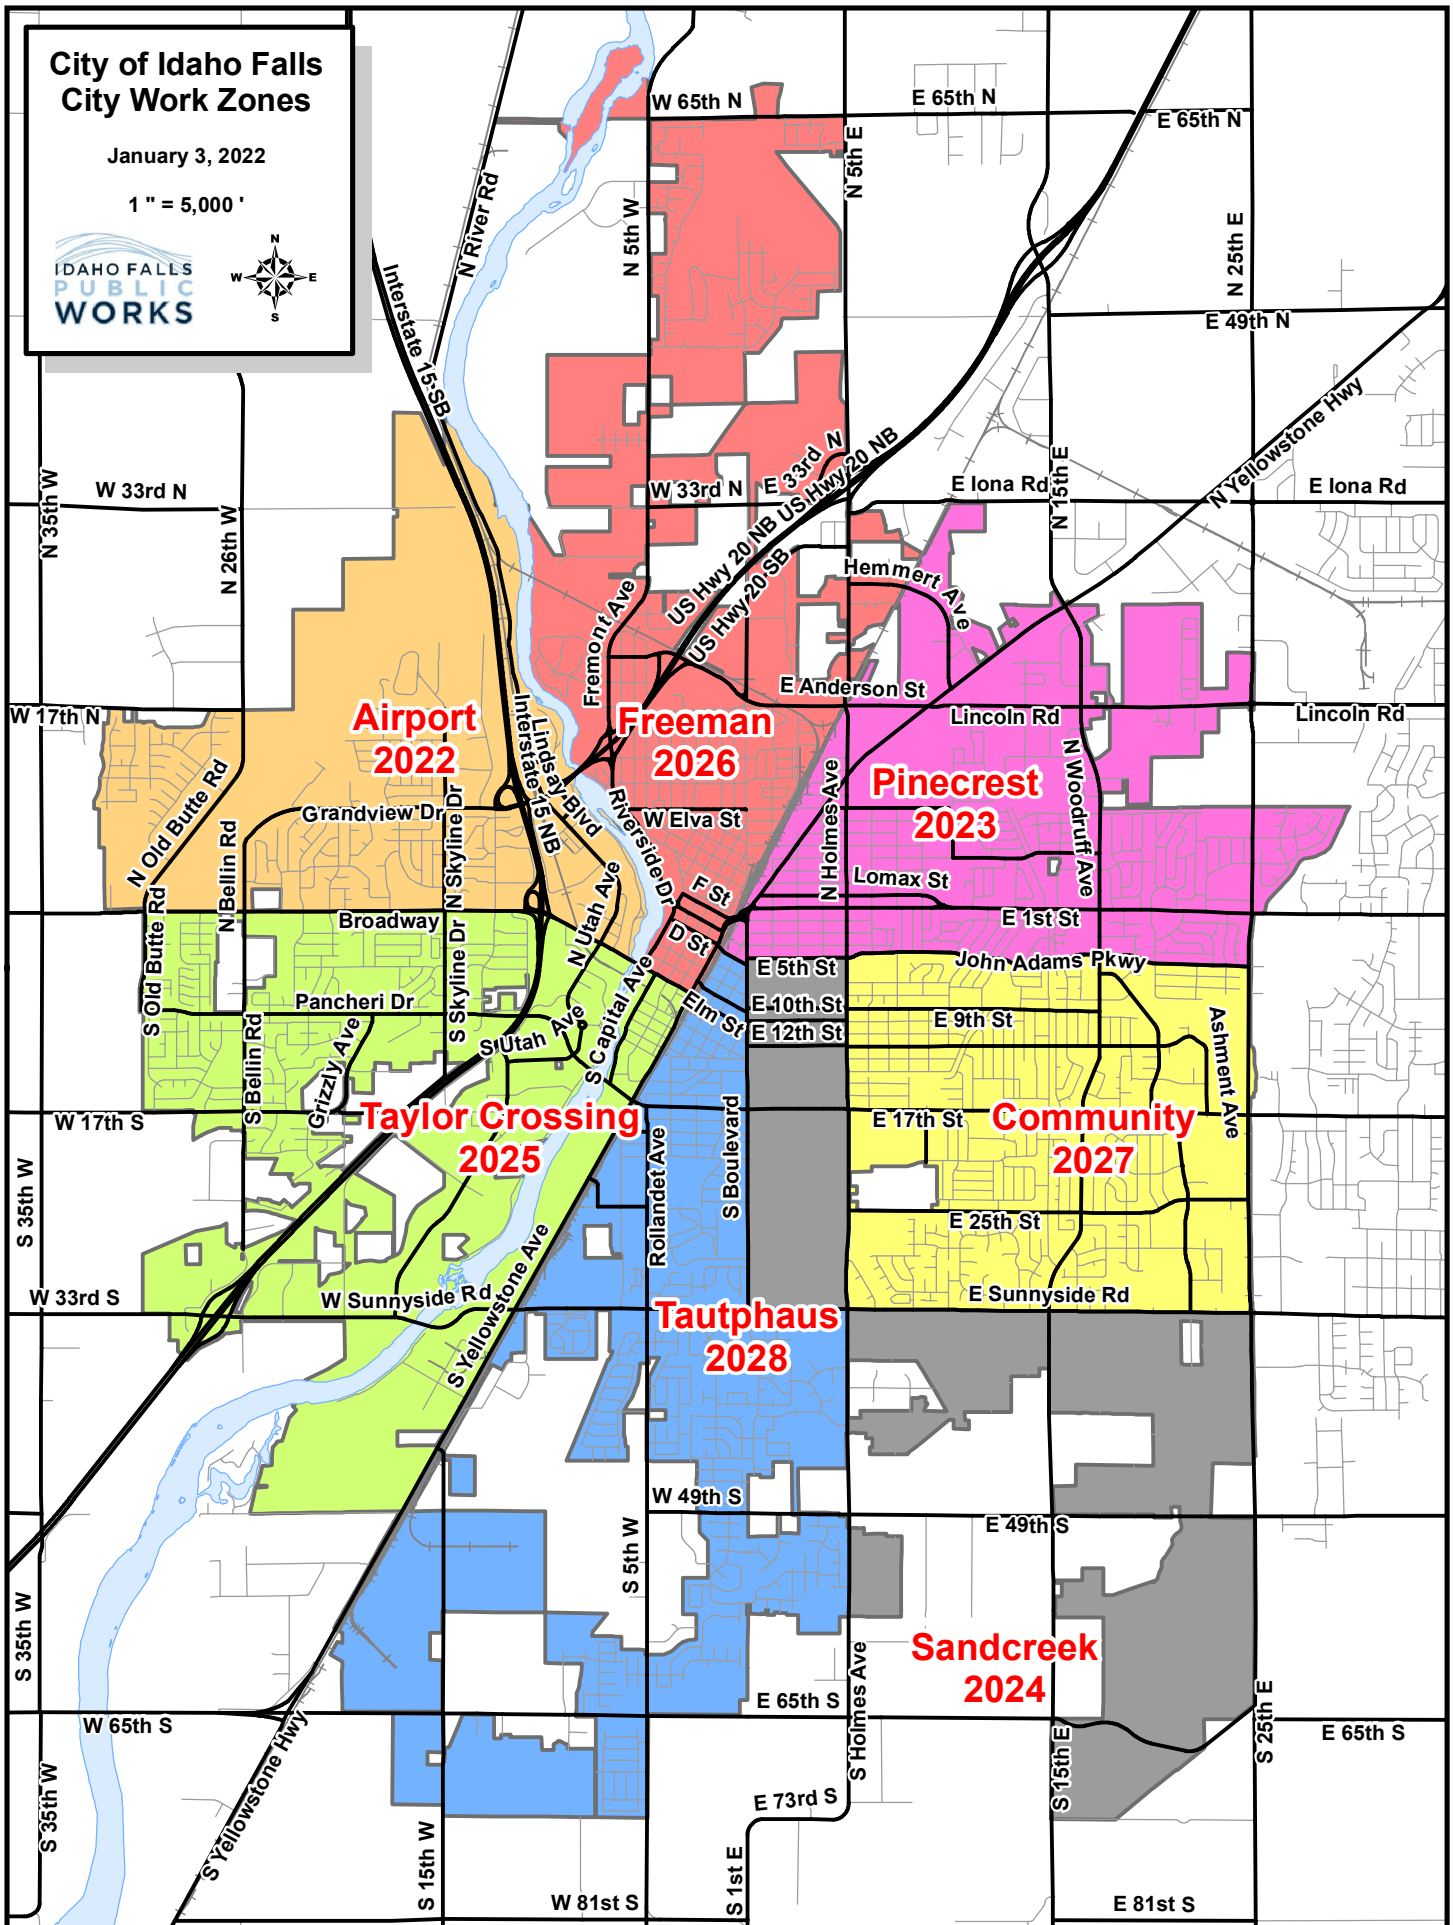 City of Idaho Falls
City Work Zones
January 3, 2022
1 " = 5,000 '
IDAHO FALLS
PUBLIC
WORKS
N
W E
S
W 65th N
E 65th N
E 65th N
N River Rd
N 5th W
N 5th E
N 25th E
Interstate 15 SB
E 49th N
N Yellowstone Hwy
N 35th W
W 33rd N
N 26th W
W 33rd N
E 33rd N
US Hwy 20 NB
US Hwy 20 NB
US Hwy 20 SB
E Iona Rd
N 15th E
E Iona Rd
Hemmert Ave
Fremont Ave
E Anderson St
W 17th N
Lincoln Rd
Lincoln Rd
Airport
2022
Freeman
2026
Pinecrest
2023
Interstate 15 NB
Lindsay Blvd
N Old Butte Rd
Grandview Dr
N Skyline Dr
Riverside Dr
W Elva St
N Holmes Ave
N Woodruff Ave
N Bellin Rd
F St
Lomax St
Broadway
N Utah Ave
D St
E 1st St
S Old Butte Rd
S Skyline Dr
E 5th St
John Adams Pkwy
Pancheri Dr
S Capital Ave
Elm St
E 10th St
E 9th St
E 12th St
S Utah Ave
Grizzly Ave
S Bellin Rd
Ashment Ave
W 17th S
Taylor Crossing
2025
E 17th St
Community
2027
S 35th W
Rollandet Ave
S Boulevard
E 25th St
W 33rd S
W Sunnyside Rd
S Yellowstone Ave
E Sunnyside Rd
Tautphaus
2028
W 49th S
E 49th S
S 5th W
S 35th W
Sandcreek
2024
E 65th S
W 65th S
S Holmes Ave
S 25th E
E 65th S
S Yellowstone Hwy
S 15th E
S 35th W
E 73rd S
S 15th W
S 1st E
W 81st S
E 81st S